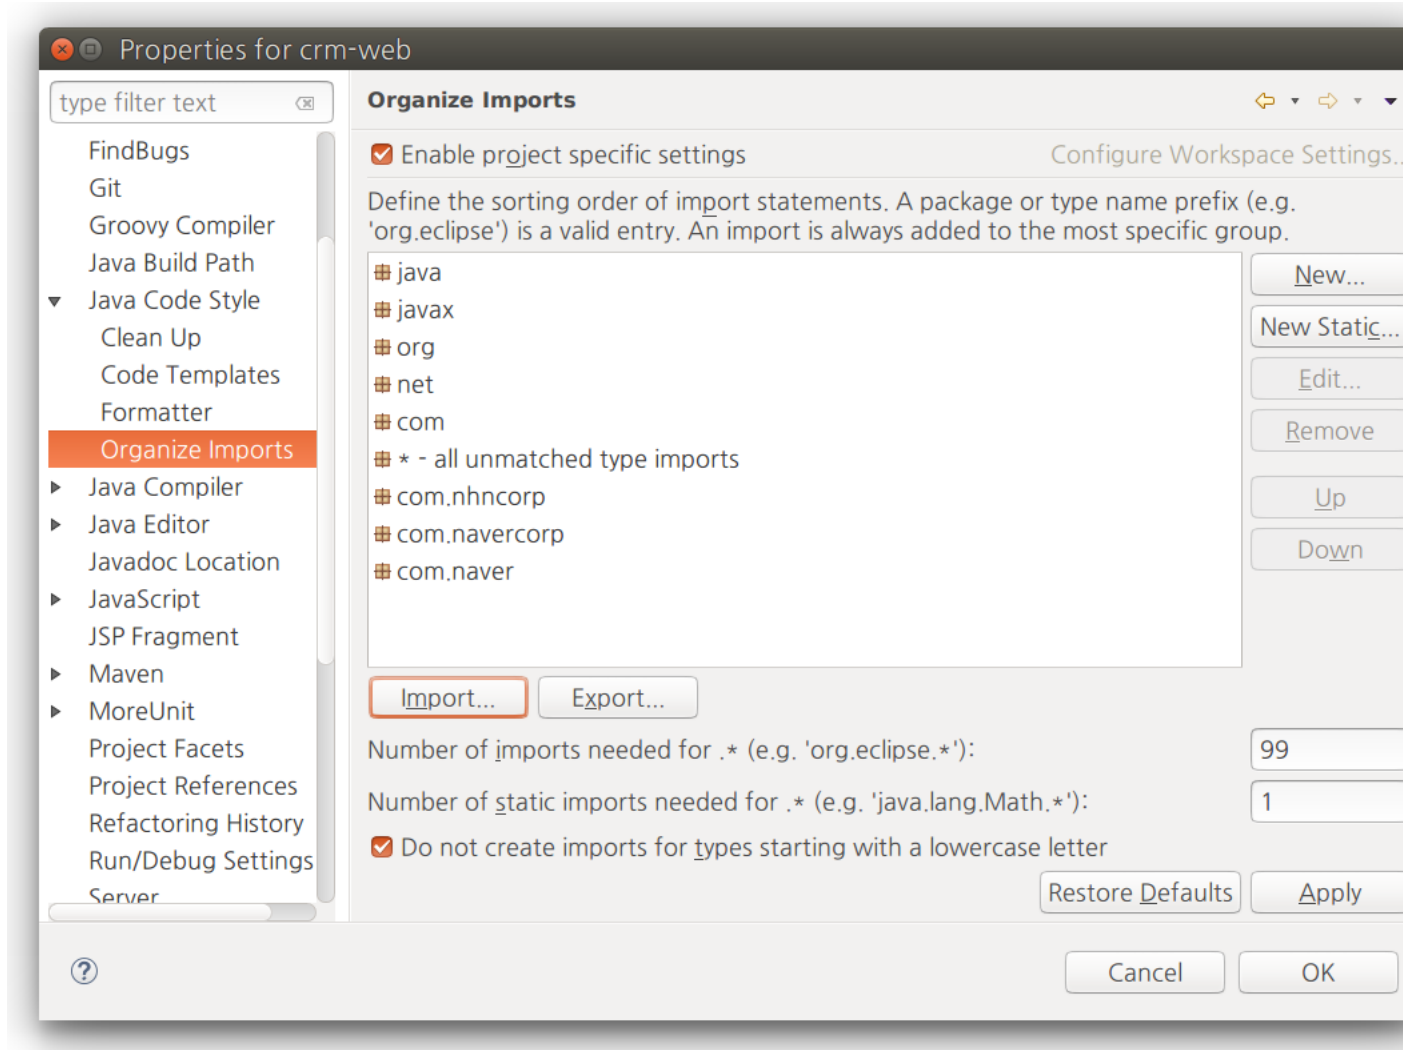 Properties for crm-web
type filter text
FindBugs
Git
Groovy Compiler
Java Build Path
Java Code Style
Clean Up
Code Templates
Formatter
Organize Imports
Java Compiler
Java Editor
Javadoc Location
JavaScript
JSP Fragment
Maven
MoreUnit
Project Facets
Project References
Refactoring History
Run/Debug Settings
Server
Organize Imports
Enable project specific settings
Configure Workspace Settings..
Define the sorting order of import statements. A package or type name prefix (e.g.
'org.eclipse') is a valid entry. An import is always added to the most specific group.
java
javax
org
net
com
* - all unmatched type imports
com.nhncorp
com.navercorp
com.naver
New...
New Static...
Edit...
Remove
Up
Down
Import...
Export...
Number of imports needed for .* (e.g. 'org.eclipse.*'):
99
Number of static imports needed for .* (e.g. 'java.lang.Math.*'):
1
Do not create imports for types starting with a lowercase letter
Restore Defaults
Apply
Cancel
OK